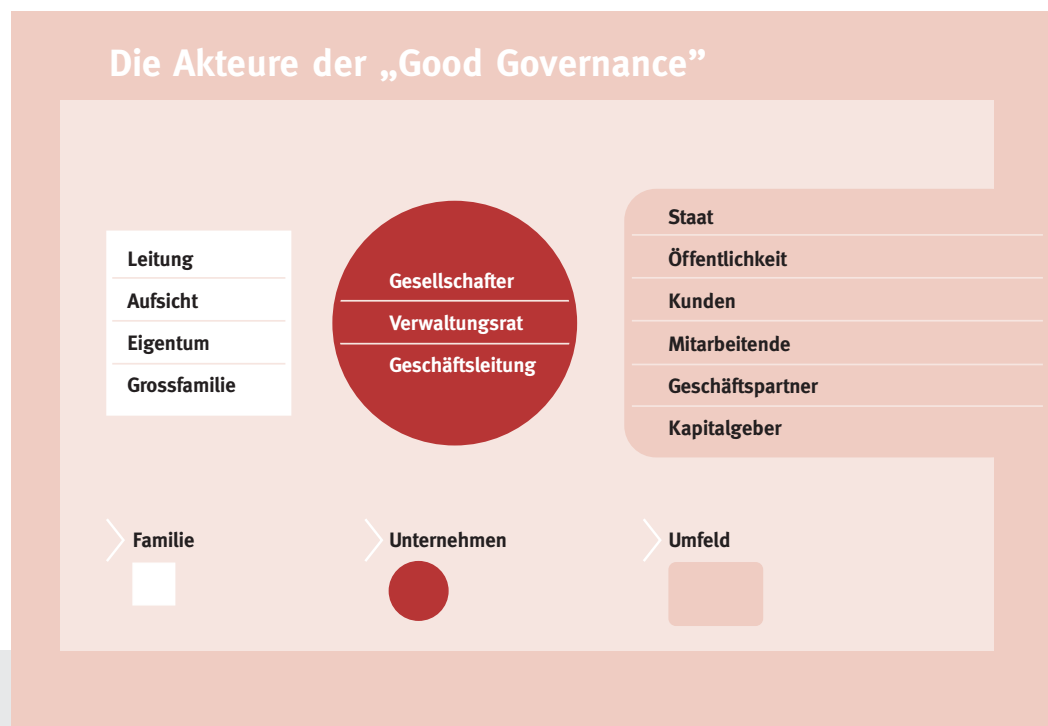 Die Akteure der „Good Governance”
Leitung
Aufsicht
Eigentum
Grossfamilie
Gesellschafter
Verwaltungsrat
Geschäftsleitung
Staat
Öffentlichkeit
Kunden
Mitarbeitende
Geschäftspartner
Kapitalgeber
Familie
Unternehmen
Umfeld